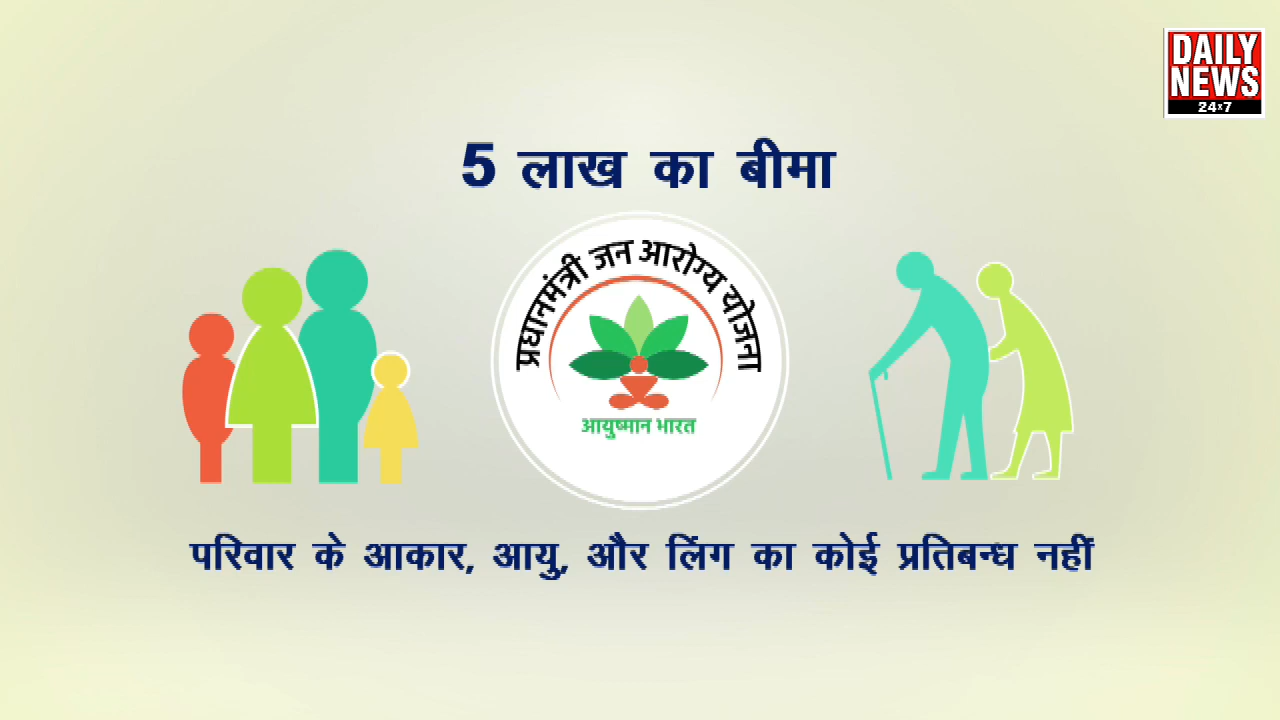 DAILY
NEWS
24x7
5 लाख का बीमा
प्रधानमंत्री जन आरोग्य योजना
आयुष्मान भारत
परिवार के आकार, आयु, और लिंग का कोई प्रतिबन्ध नहीं